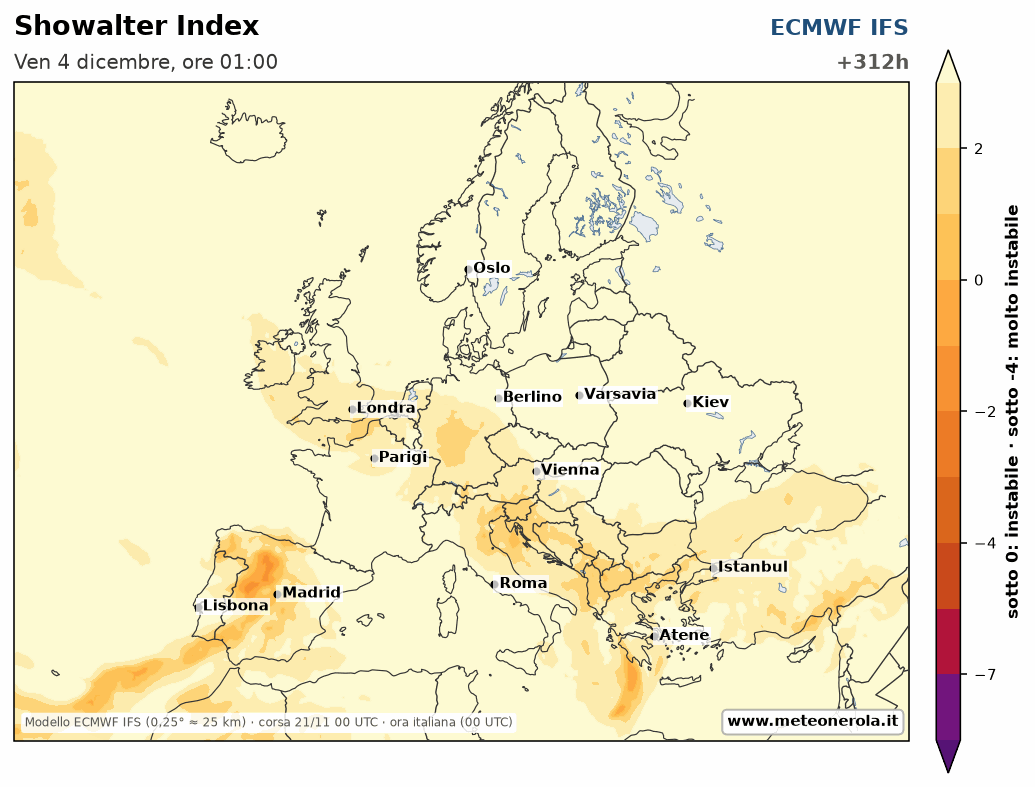 Showalter Index
ECMWF IFS
Ven 4 dicembre, ore 01:00
+312h
Oslo
Londra
Berlino
Varsavia
Kiev
Parigi
Vienna
Istanbul
Roma
Madrid
Lisbona
Atene
Modello ECMWF IFS (0,25° ≈ 25 km) · corsa 21/11 00 UTC · ora italiana (00 UTC)
www.meteonerola.it
2
0
−2
−4
−7
sotto 0: instabile · sotto -4: molto instabile